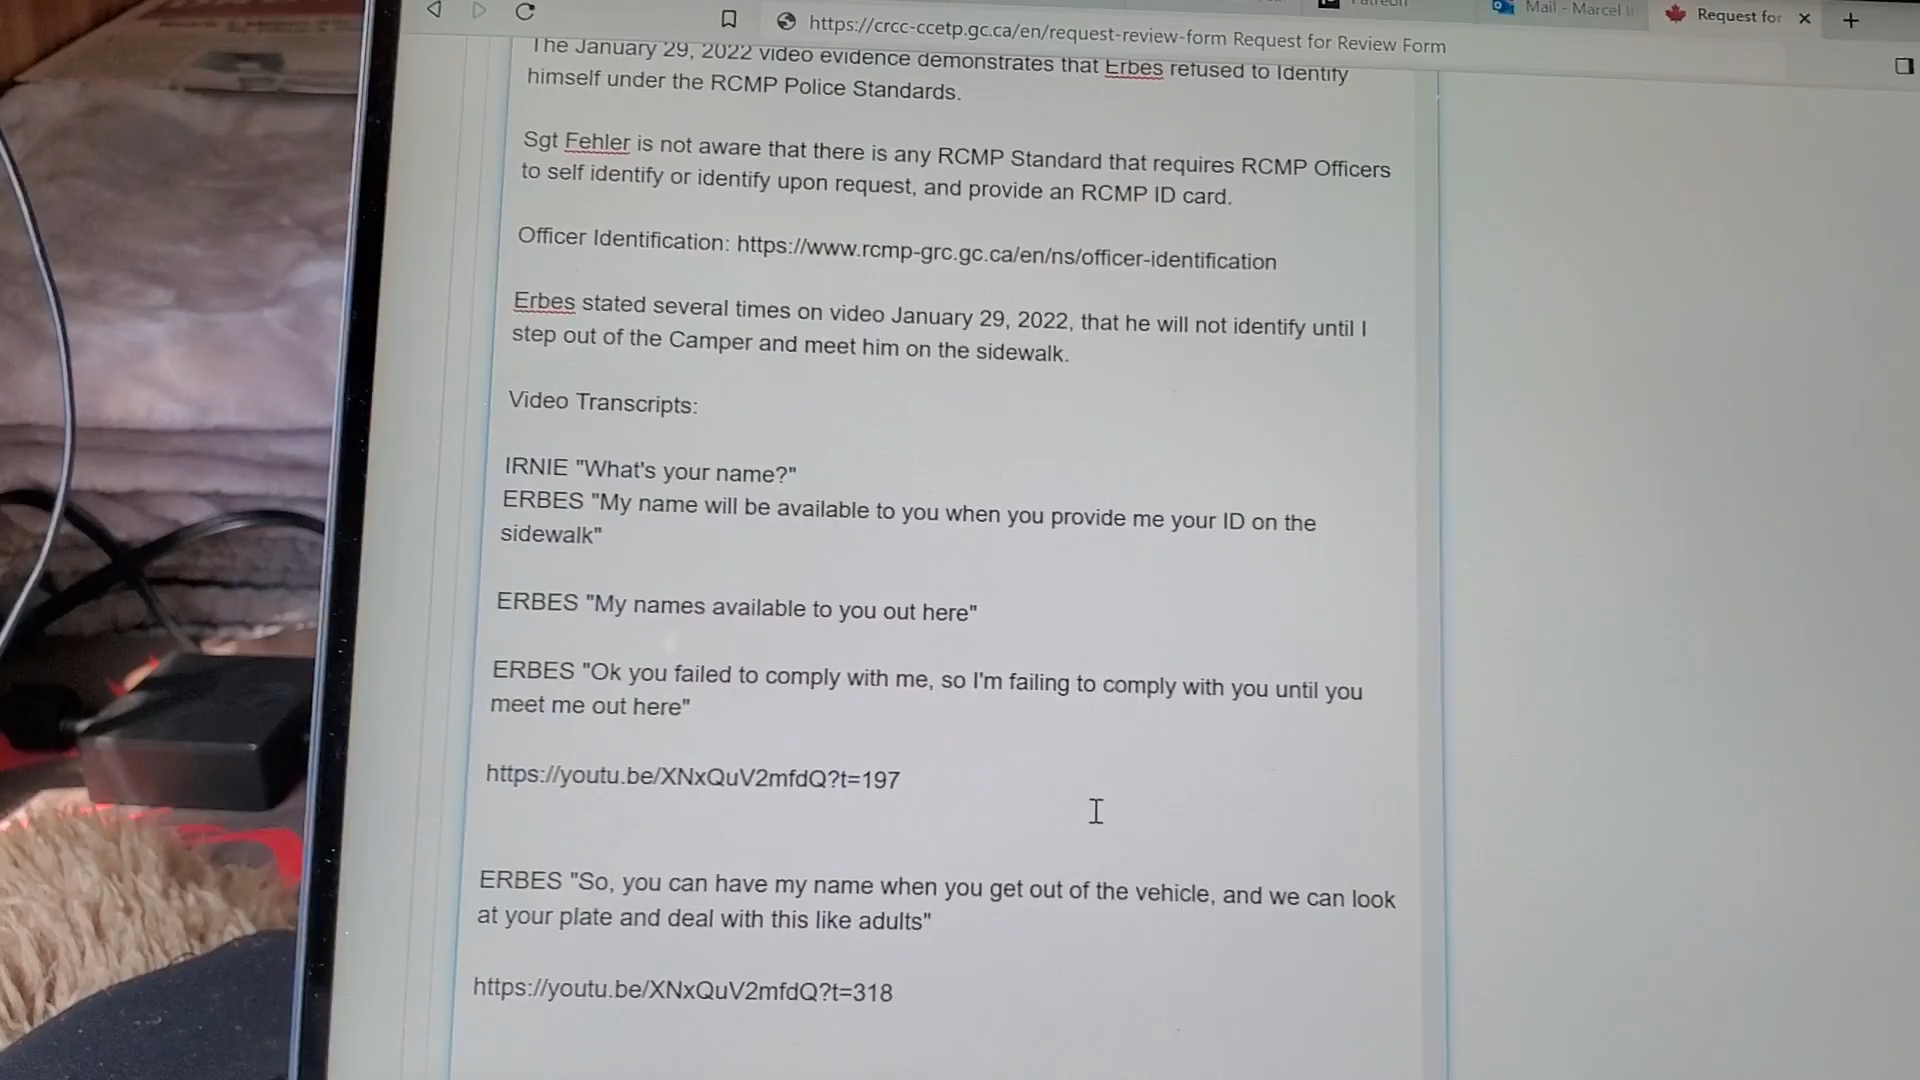 Patreon
Mail - Marcel I
Request for
https://crcc-ccetp.gc.ca/en/request-review-form Request for Review Form
The January 29, 2022 video evidence demonstrates that Erbes refused to Identify
himself under the RCMP Police Standards.
Sgt Fehler is not aware that there is any RCMP Standard that requires RCMP Officers
to self identify or identify upon request, and provide an RCMP ID card.
Officer Identification: https://www.rcmp-grc.gc.ca/en/ns/officer-identification
Erbes stated several times on video January 29, 2022, that he will not identify until I
step out of the Camper and meet him on the sidewalk.
Video Transcripts:
IRNIE "What's your name?"
ERBES "My name will be available to you when you provide me your ID on the
sidewalk"
ERBES "My names available to you out here"
ERBES "Ok you failed to comply with me, so I'm failing to comply with you until you
meet me out here"
https://youtu.be/XNxQuV2mfdQ?t=197
ERBES "So, you can have my name when you get out of the vehicle, and we can look
at your plate and deal with this like adults"
https://youtu.be/XNxQuV2mfdQ?t=318